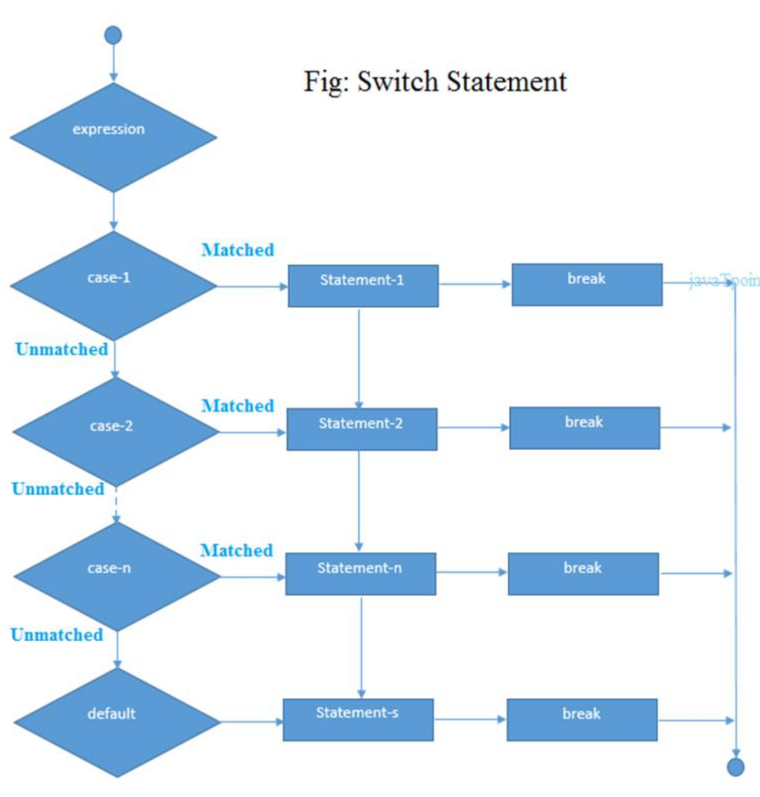 Fig: Switch Statement
expression
Matched
case-1
Statement-1
break
javaTpoin
Unmatched
Matched
case-2
Statement-2
break
Unmatched
Matched
case-n
Statement-n
break
Unmatched
default
Statement-s
break